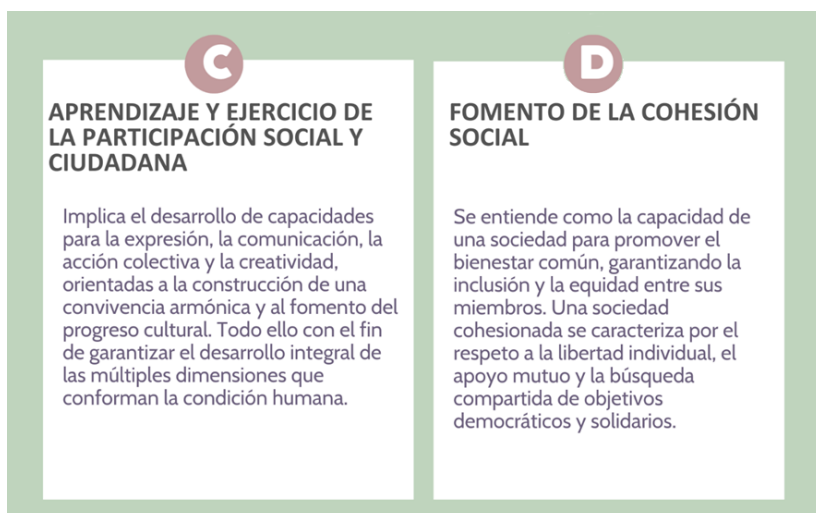 C
APRENDIZAJE Y EJERCICIO DE
LA PARTICIPACIÓN SOCIAL Y
CIUDADANA
Implica el desarrollo de capacidades
para la expresión, la comunicación, la
acción colectiva y la creatividad,
orientadas a la construcción de una
convivencia armónica y al fomento del
progreso cultural. Todo ello con el fin
de garantizar el desarrollo integral de
las múltiples dimensiones que
conforman la condición humana.
D
FOMENTO DE LA COHESIÓN
SOCIAL
Se entiende como la capacidad de
una sociedad para promover el
bienestar común, garantizando la
inclusión y la equidad entre sus
miembros. Una sociedad
cohesionada se caracteriza por el
respeto a la libertad individual, el
apoyo mutuo y la búsqueda
compartida de objetivos
democráticos y solidarios.